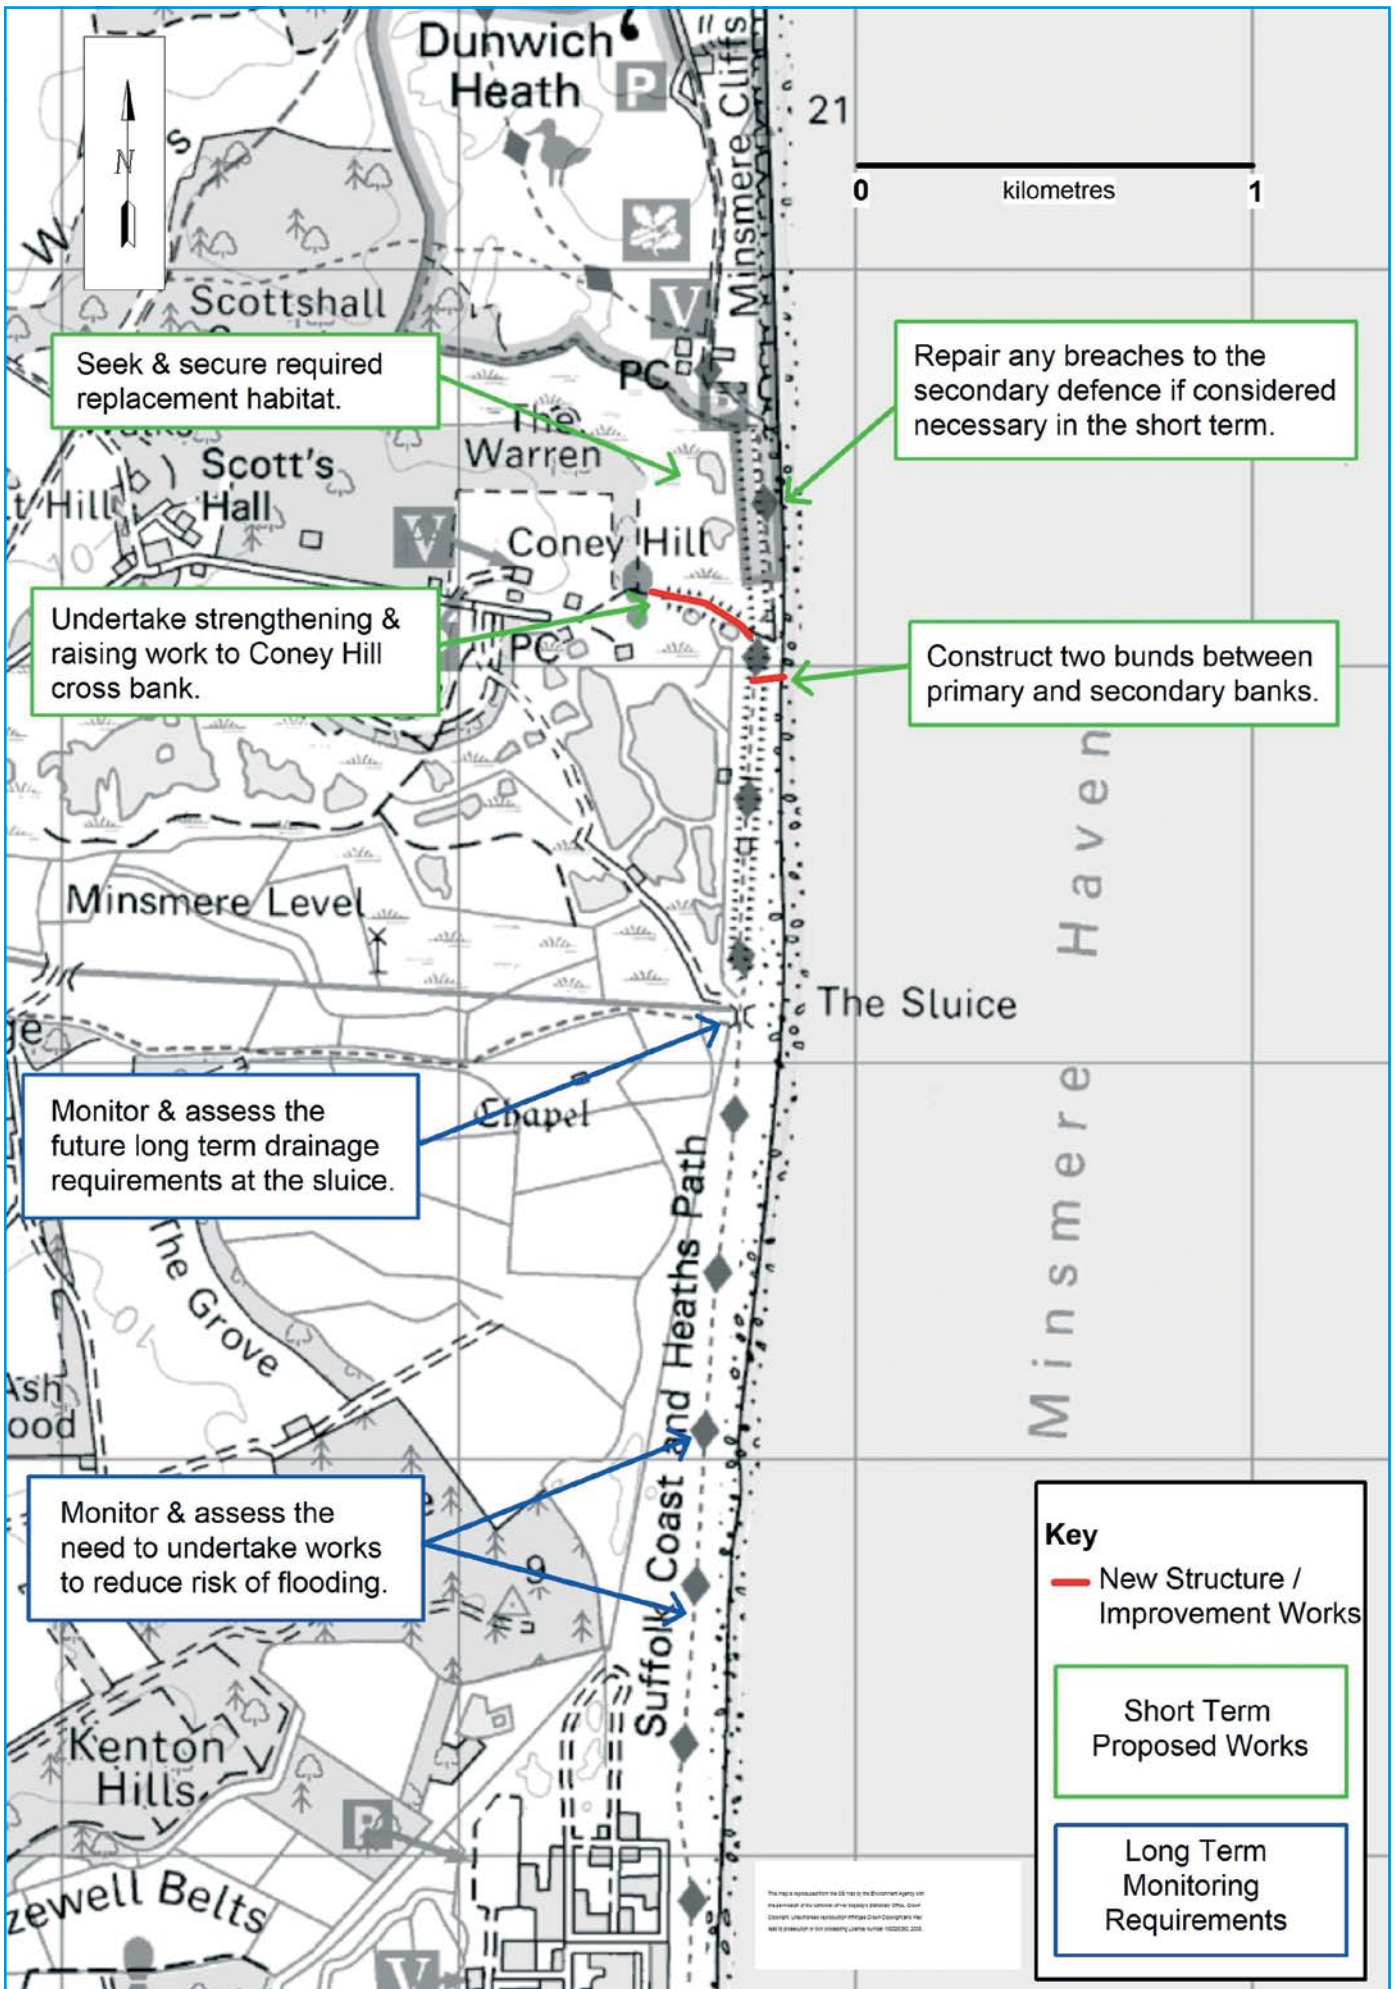 Dunwich
Heath
P
Minsmere Cliffs
21
N
0
kilometres
1
W
s
Scottshall
V
Seek & secure required
replacement habitat.
PC
P
Repair any breaches to the
secondary defence if considered
necessary in the short term.
The
Warren
Walks
Scott's
Hall
t Hill
V
Coney Hill
Undertake strengthening &
raising work to Coney Hill
cross bank.
PC
Construct two bunds between
primary and secondary banks.
Minsmere Haven
Minsmere Level
The Sluice
ge
Monitor & assess the
future long term drainage
requirements at the sluice.
Chapel
The Grove
10
Ash
ood
Suffolk Coast and Heaths Path
Monitor & assess the
need to undertake works
to reduce risk of flooding.
e
9
Kenton
Hills
P
zewell Belts
V
Key
New Structure /
Improvement Works
Short Term
Proposed Works
Long Term
Monitoring
Requirements